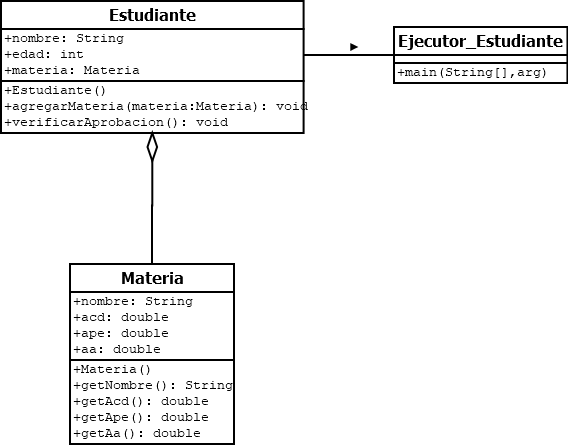 Estudiante
+nombre: String
+edad: int
+materia: Materia
+Estudiante()
+agregarMateria(materia:Materia): void
+verificarAprobacion(): void
Ejecutor_Estudiante
+main(String[],arg)
Materia
+nombre: String
+acd: double
+ape: double
+aa: double
+Materia()
+getNombre(): String
+getAcd(): double
+getApe(): double
+getAa(): double